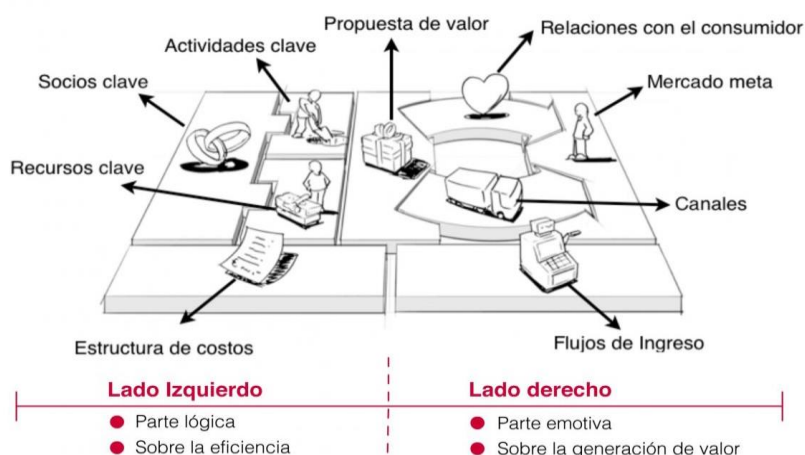 Propuesta de valor
Relaciones con el consumidor
Actividades clave
Socios clave
Mercado meta
Recursos clave
Canales
Estructura de costos
Flujos de Ingreso
Lado Izquierdo
Parte lógica
Sobre la eficiencia
Lado derecho
Parte emotiva
Sobre la generación de valor